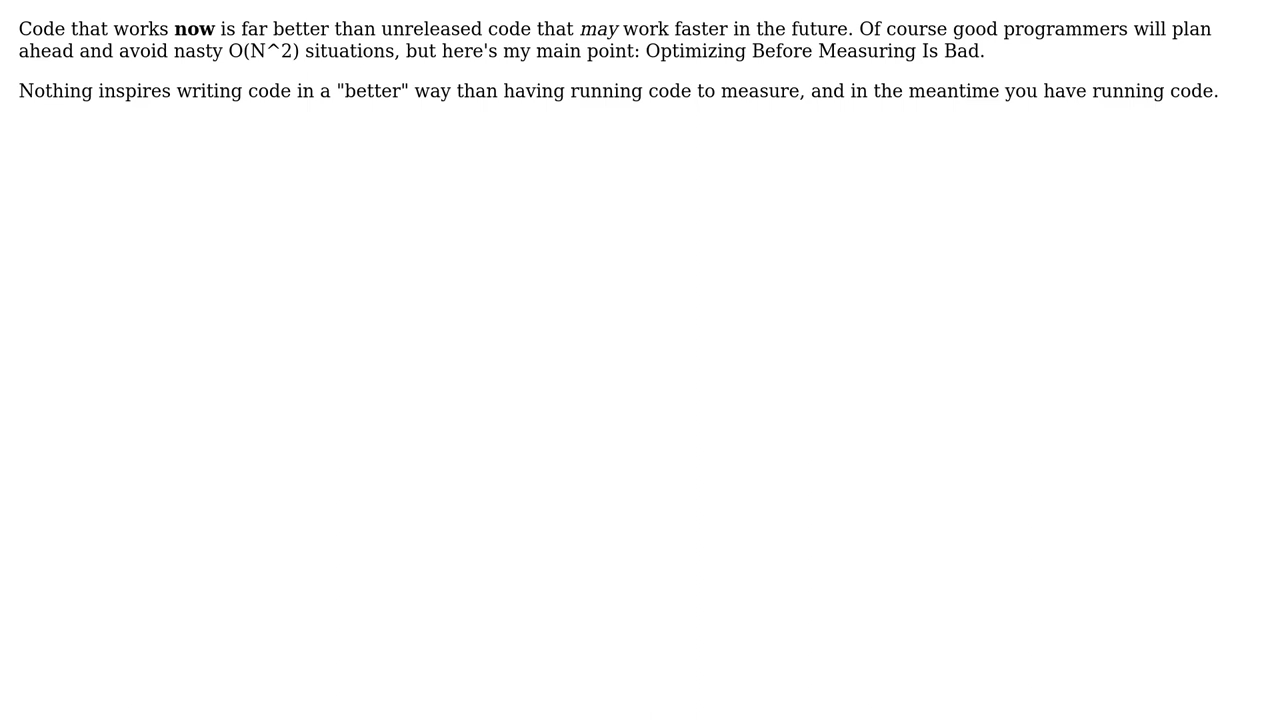 Code that works now is far better than unreleased code that may work faster in the future. Of course good programmers will plan
ahead and avoid nasty O(N^2) situations, but here's my main point: Optimizing Before Measuring Is Bad.
Nothing inspires writing code in a "better" way than having running code to measure, and in the meantime you have running code.